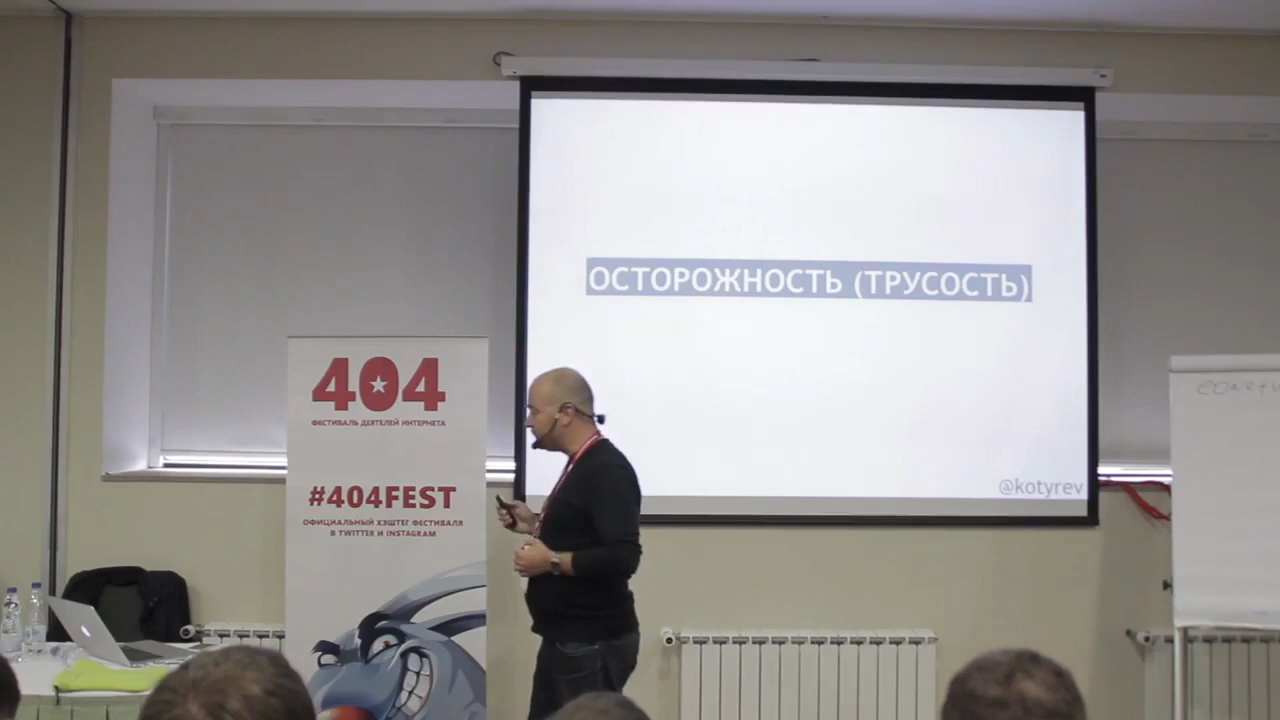 ОСТОРОЖНОСТЬ (ТРУСОСТЬ)
@kotyrev
404
ФЕСТИВАЛЬ ДЕЯТЕЛЕЙ ИНТЕРНЕТА
#404FEST
ОФИЦИАЛЬНЫЙ ХЭШТЕГ ФЕСТИВАЛЯ
В TWITTER И INSTAGRAM